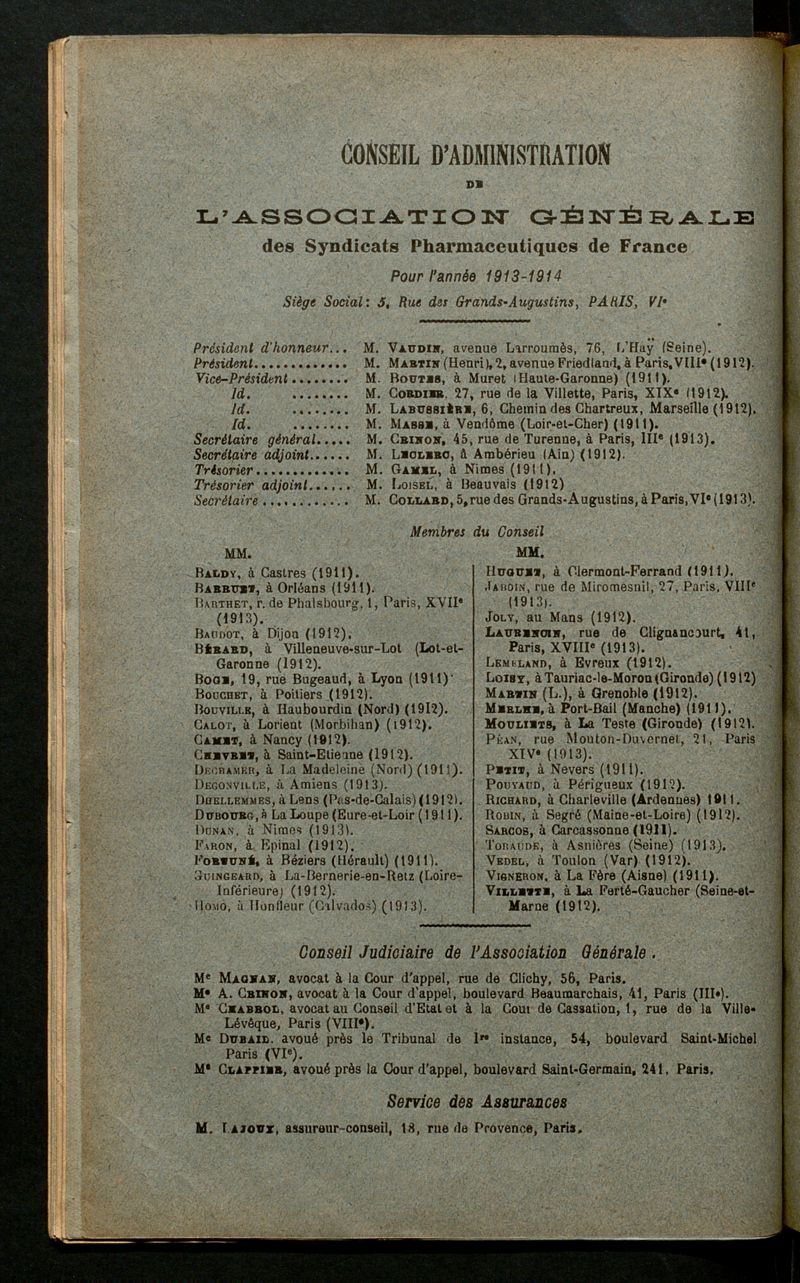 CONSEIL D'ADMINISTRATION
DE
L'ASSOCIATION GÉNÉRALE
des Syndicats Pharmaceutiques de France
Pour l'année 1913-1914
Siège Social : 5, Rue des Grands-Augustins, PARIS, VIe
Président d'honneur... M. VAUDIN, avenue Larroumès, 76, L'Haÿ (Seine).
Président............. M. MARTIN (Henri), 2, avenue Friedland, à Paris, VIIIe (1912).
Vice-Président........ M. BOUTES, à Muret (Haute-Garonne) (1911).
Id. ........ M. CORDIER, 27, rue de la Villette, Paris, XIXe (1912).
Id. ........ M. LABUSSIÈRE, 6, Chemin des Chartreux, Marseille (1912).
Id. ........ M. MASSE, à Vendôme (Loir-et-Cher) (1911).
Secrétaire général..... M. CRINON, 45, rue de Turenne, à Paris, IIIe (1913).
Secrétaire adjoint...... M. LECLERC, à Ambérieu (Ain) (1912).
Trésorier............. M. GAMEL, à Nimes (1911).
Trésorier adjoint...... M. LOISEL, à Beauvais (1912)
Secrétaire............ M. COLLARD, 5, rue des Grands-Augustins, à Paris, VIe (1913).
Membres du Conseil
MM.
BALDY, à Castres (1911).
BARRUET, à Orléans (1911).
BARTHET, r. de Phalsbourg, 1, Paris, XVIIe
(1913).
BAUDOT, à Dijon (1912).
BÉRARD, à Villeneuve-sur-Lot (Lot-et-
Garonne (1912).
BOGE, 19, rue Bugeaud, à Lyon (1911)
BOUCHET, à Poitiers (1912).
BOUVILLE, à Haubourdin (Nord) (1912).
CALOT, à Lorient (Morbihan) (1912).
CAMET, à Nancy (1912).
CHEVRET, à Saint-Etienne (1912).
DECRAMER, à La Madeleine (Nord) (1911).
DEGONVILLE, à Amiens (1913).
DUELLEMMES, à Lens (Pas-de-Calais) (1912).
DUBOURG, à La Loupe (Eure-et-Loir (1911).
DUNAN, à Nimes (1913).
FARON, à Epinal (1912).
FORTUNÉ, à Béziers (Hérault) (1911).
GUINGEARD, à La-Bernerie-en-Retz (Loire-
Inférieure) (1912).
HOMO, à Honfleur (Calvados) (1913).
MM.
HUGUET, à Clermont-Ferrand (1911).
JABOIN, rue de Miromesnil, 27, Paris, VIIIe
(1913).
JOLY, au Mans (1912).
LAURENCIN, rue de Clignancourt, 41,
Paris, XVIIIe (1913).
LEMELAND, à Evreux (1912).
LOISY, à Tauriac-le-Moron (Gironde) (1912)
MARTIN (L.), à Grenoble (1912).
MERLHE, à Port-Bail (Manche) (1911).
MOULIETS, à La Teste (Gironde) (1912).
PÉAN, rue Mouton-Duvernet, 21, Paris
XIVe (1913).
PETIT, à Nevers (1911).
POUYAUD, à Périgueux (1912).
RICHARD, à Charleville (Ardennes) 1911.
ROBIN, à Segré (Maine-et-Loire) (1912).
SARCOS, à Carcassonne (1911).
TORAUDE, à Asnières (Seine) (1913).
VEDEL, à Toulon (Var) (1912).
VIGNERON, à La Fère (Aisne) (1911).
VILLETTE, à La Ferté-Gaucher (Seine-et-
Marne (1912).
Conseil Judiciaire de l'Association Générale.
Me MAGNAN, avocat à la Cour d'appel, rue de Clichy, 56, Paris.
Me A. CRINON, avocat à la Cour d'appel, boulevard Beaumarchais, 41, Paris (IIIe).
Me CHABROL, avocat au Conseil d'Etat et à la Cour de Cassation, 1, rue de la Ville-
Lévêque, Paris (VIIIe).
Me DUBAIL, avoué près le Tribunal de 1re instance, 54, boulevard Saint-Michel
Paris (VIe).
Me CLAPPIER, avoué près la Cour d'appel, boulevard Saint-Germain, 241, Paris.
Service des Assurances
M. LAJOUX, assureur-conseil, 18, rue de Provence, Paris.